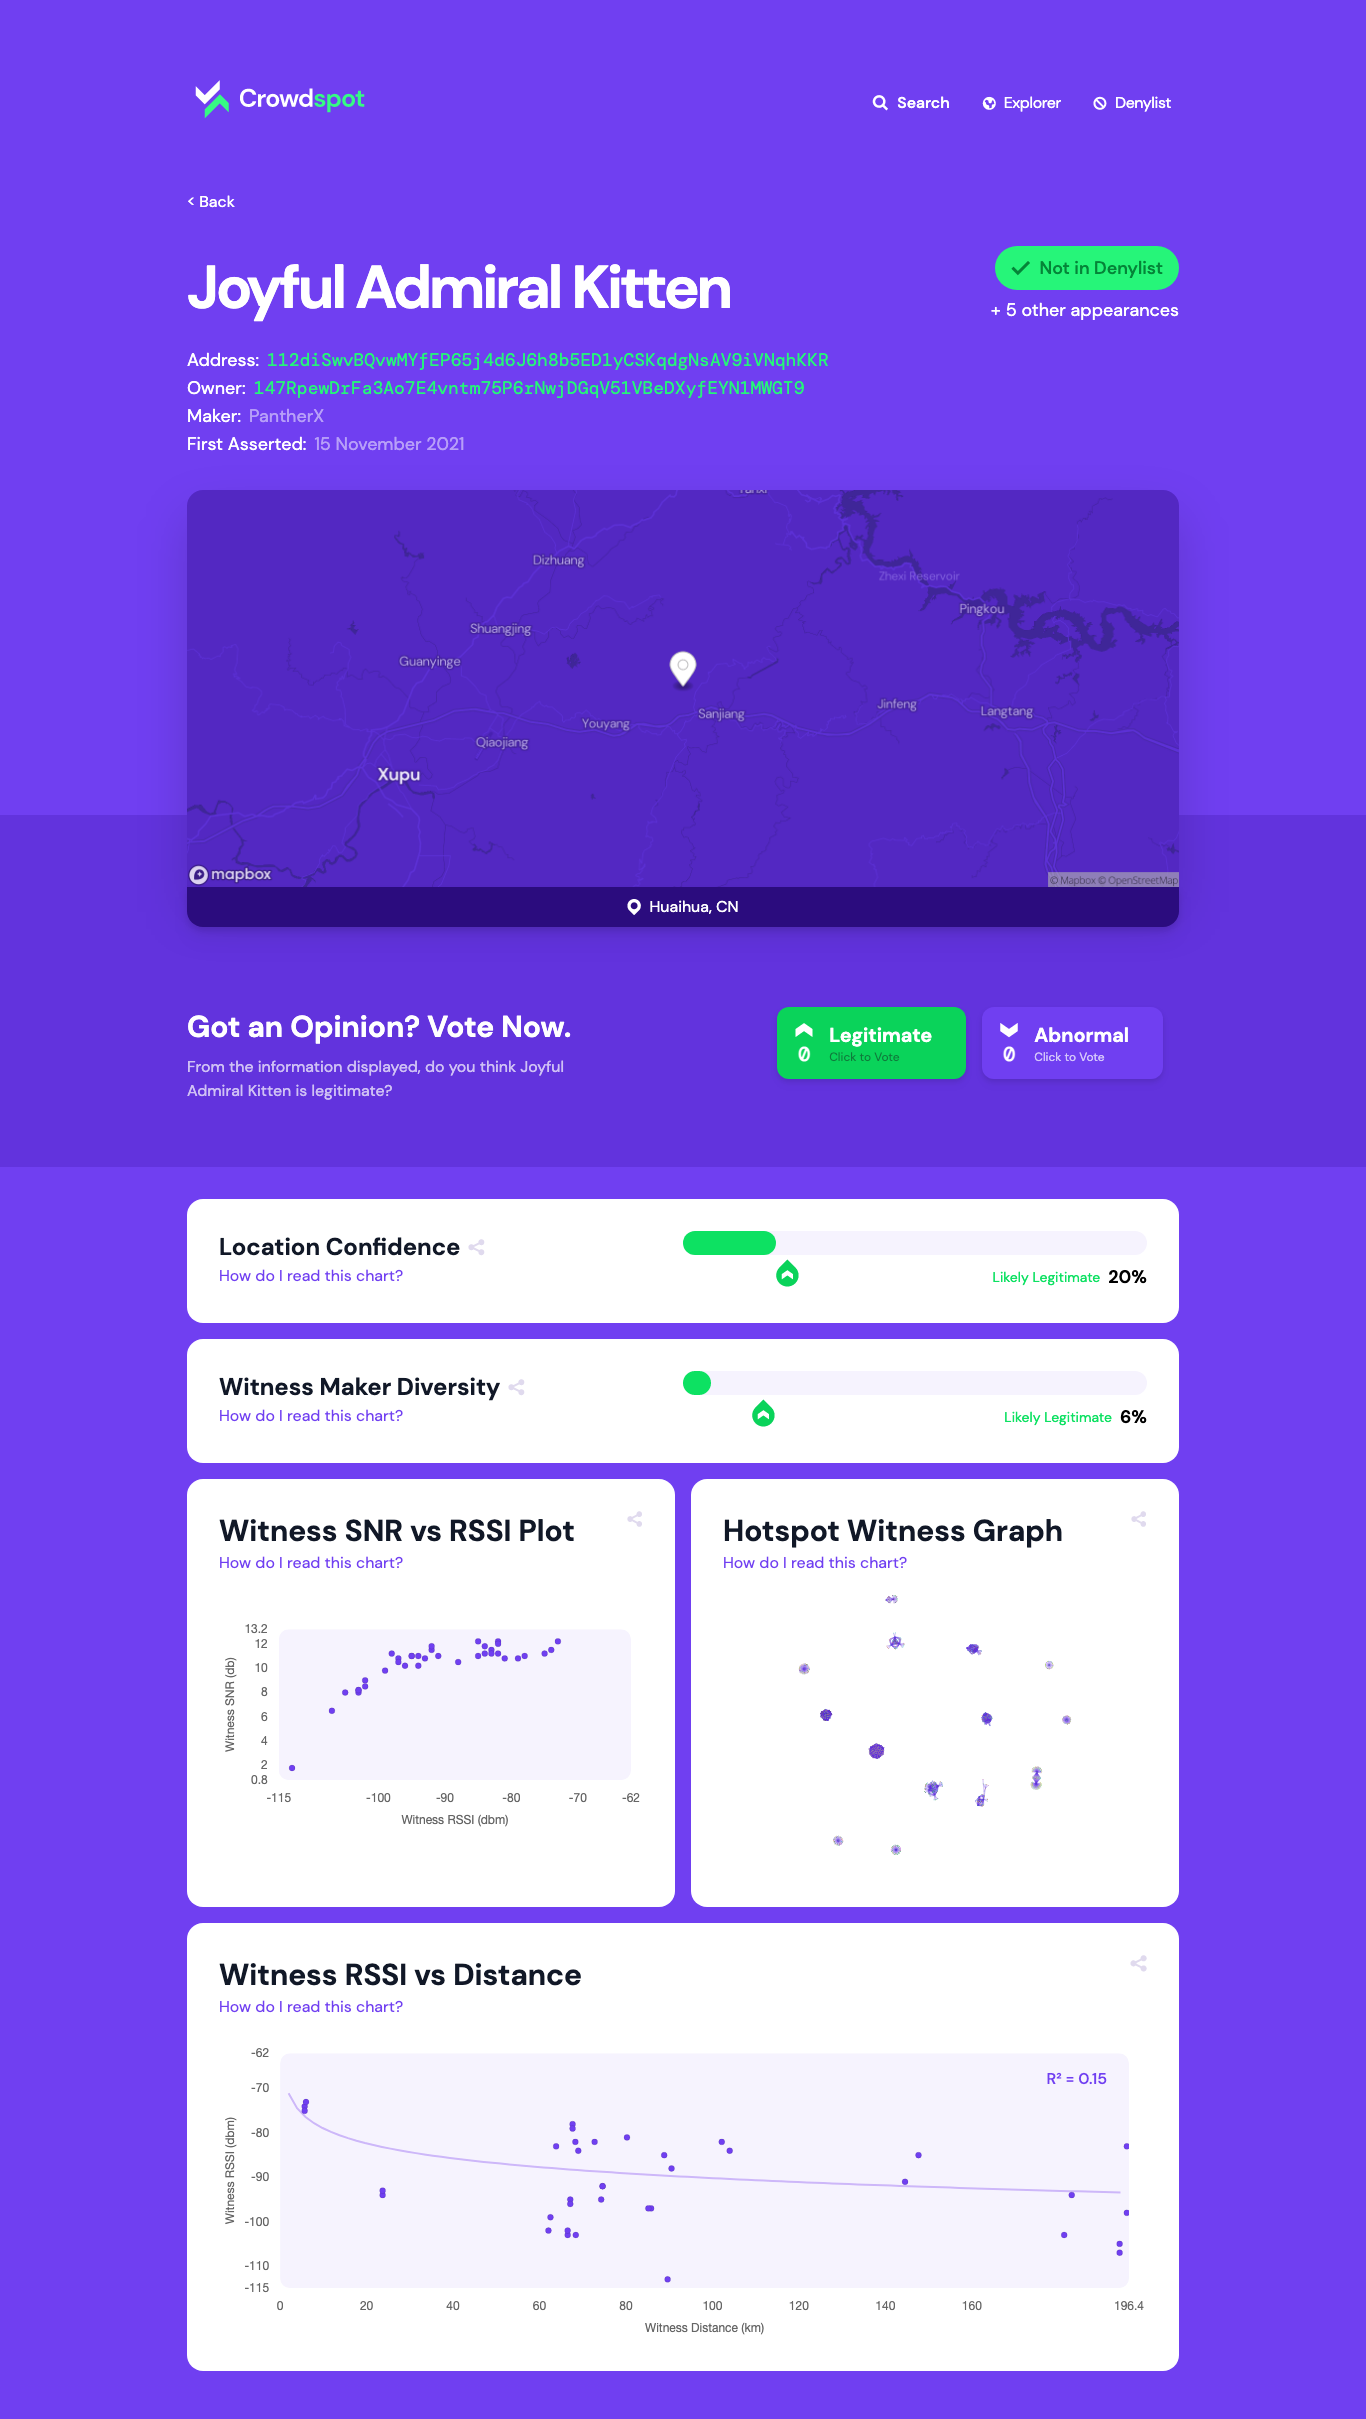 Crowdspot
Search
Explorer
Denylist
< Back
Joyful Admiral Kitten
Not in Denylist
+ 5 other appearances
Address: 112diSwvBQvwMYfEP65j4d6J6h8b5ED1yCSKqdgNsAV9iVNqhKKR
Owner: 147RpewDrFa3Ao7E4vntm75P6rNwjDGqV51VBeDXyfEYN1MWGT9
Maker: PantherX
First Asserted: 15 November 2021
Dizhuang
Zhexi Reservoir
Pingkou
Shuangjing
Guanyinge
Jinfeng
Langtang
Sanjiang
Youyang
Qiaojiang
Xupu
mapbox
© Mapbox © OpenStreetMap
Huaihua, CN
Got an Opinion? Vote Now.
From the information displayed, do you think Joyful
Admiral Kitten is legitimate?
Legitimate
0 Click to Vote
Abnormal
0 Click to Vote
Location Confidence
How do I read this chart?
Likely Legitimate 20%
Witness Maker Diversity
How do I read this chart?
Likely Legitimate 6%
Witness SNR vs RSSI Plot
How do I read this chart?
13.2
12
10
8
6
4
2
0.8
Witness SNR (db)
-115 -100 -90 -80 -70 -62
Witness RSSI (dbm)
Hotspot Witness Graph
How do I read this chart?
Witness RSSI vs Distance
How do I read this chart?
R² = 0.15
-62
-70
-80
-90
-100
-110
-115
Witness RSSI (dbm)
0 20 40 60 80 100 120 140 160 196.4
Witness Distance (km)